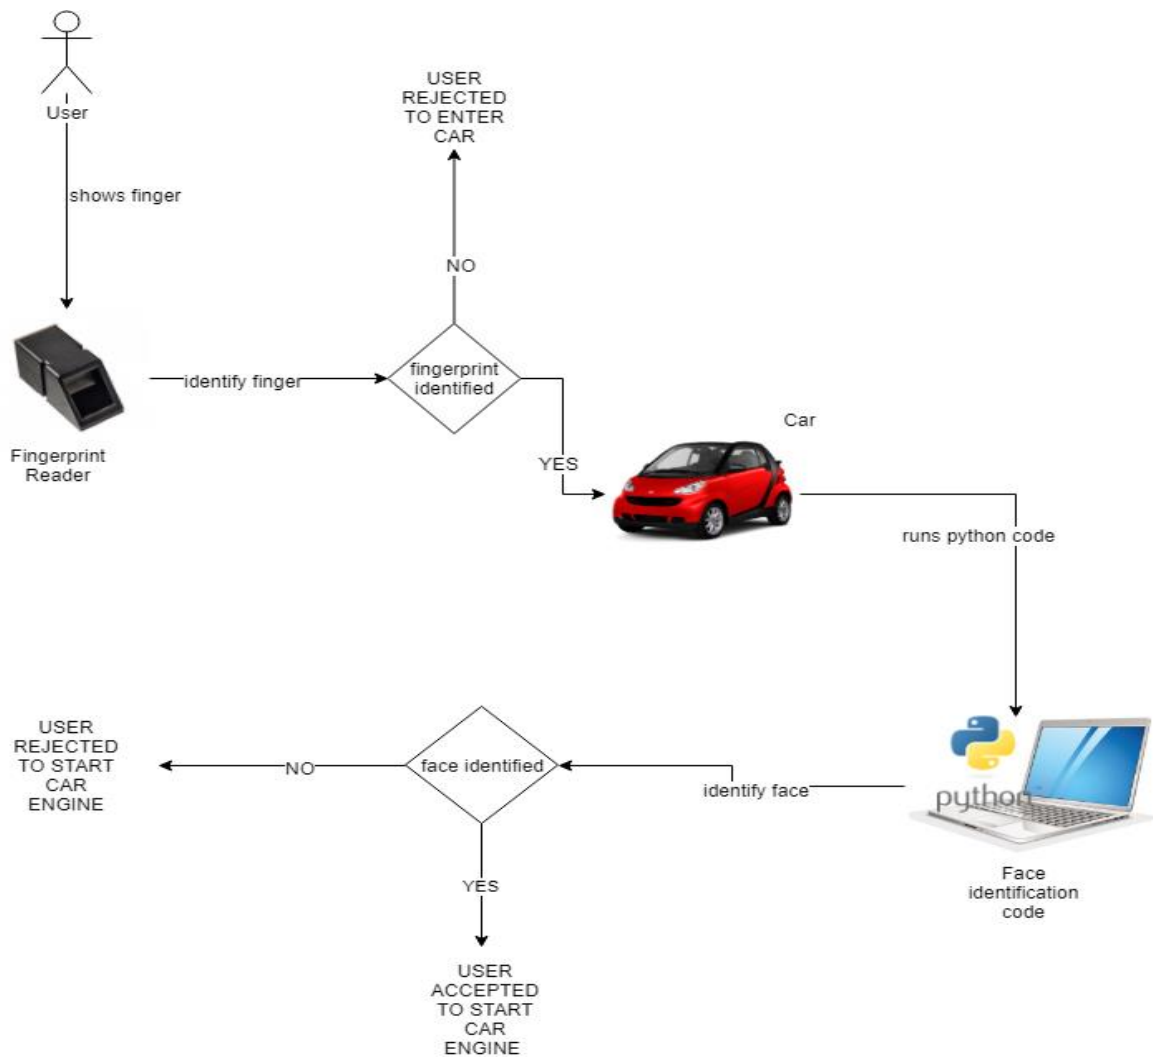 User
shows finger
USER
REJECTED
TO ENTER
CAR
NO
fingerprint
identified
identify finger
Fingerprint
Reader
YES
Car
runs python code
python
Face
identification
code
identify face
face identified
NO
USER
REJECTED
TO START
CAR
ENGINE
YES
USER
ACCEPTED
TO START
CAR
ENGINE